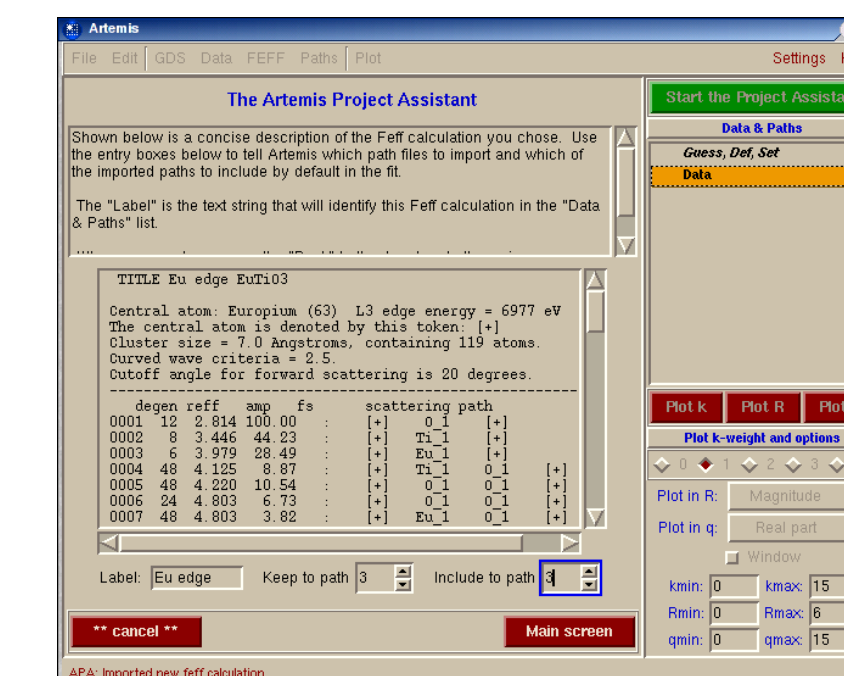 Artemis
File Edit GDS Data FEFF Paths Plot
Settings
The Artemis Project Assistant
Shown below is a concise description of the Feff calculation you chose. Use
the entry boxes below to tell Artemis which path files to import and which of
the imported paths to include by default in the fit.
The "Label" is the text string that will identify this Feff calculation in the "Data
& Paths" list.
TITLE Eu edge EuTi03
Central atom: Europium (63) L3 edge energy = 6977 eV
The central atom is denoted by this token: [+]
Cluster size = 7.0 Angstroms, containing 119 atoms.
Curved wave criteria = 2.5.
Cutoff angle for forward scattering is 20 degrees.
-----------------------------------------------------------
degen reff amp fs scattering path
0001 12 2.814 100.00 : [+] 0_1 [+]
0002 8 3.446 44.23 : [+] Ti_1 [+]
0003 6 3.979 28.49 : [+] Eu_1 [+]
0004 48 4.125 8.87 : [+] Ti_1 0_1 [+]
0005 48 4.220 10.54 : [+] 0_1 0_1 [+]
0006 24 4.803 6.73 : [+] 0_1 0_1 [+]
0007 48 4.803 3.82 : [+] Eu_1 0_1 [+]
Label: Eu edge Keep to path 3 Include to path 3
** cancel ** Main screen
APA: Imported new feff calculation
Start the Project Assista
Data & Paths
Guess, Def, Set
Data
Plot k Plot R Plot
Plot k-weight and options
0 1 2 3
Plot in R: Magnitude
Plot in q: Real part
Window
kmin: 0 kmax: 15
Rmin: 0 Rmax: 6
qmin: 0 qmax: 15